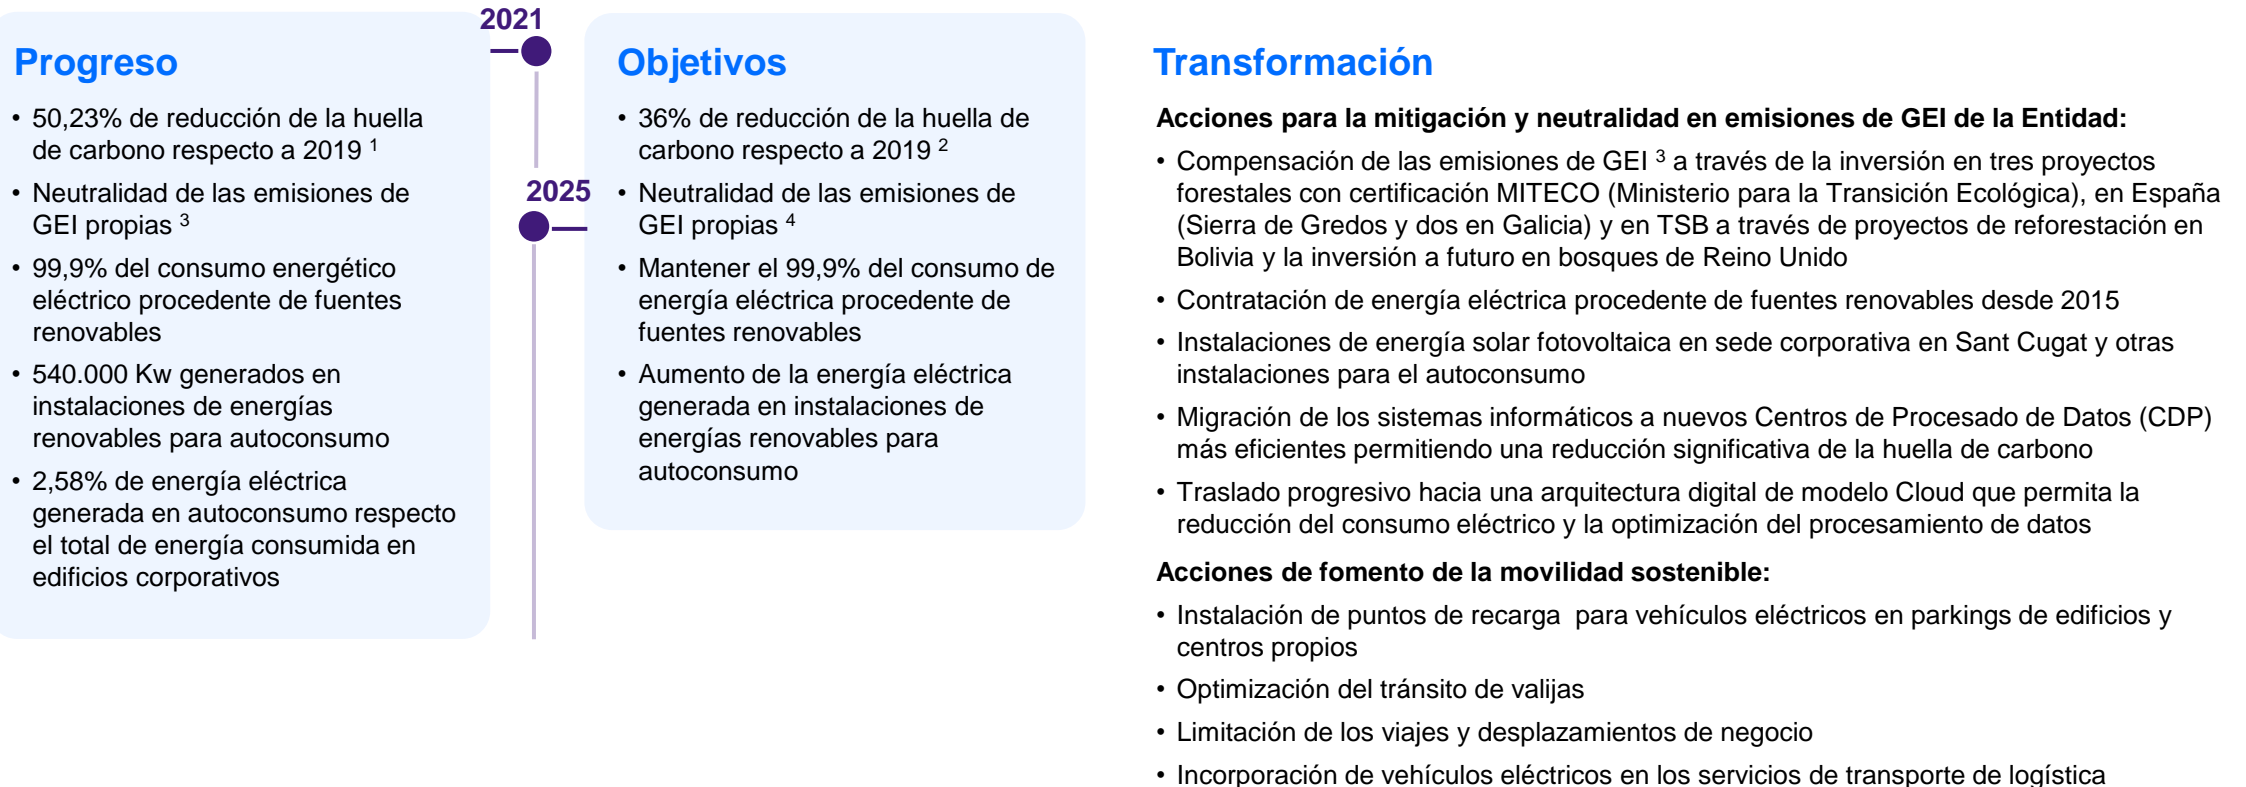 2021
Progreso
• 50,23% de reducción de la huella
de carbono respecto a 2019 ¹
• Neutralidad de las emisiones de
GEI propias ³
• 99,9% del consumo energético
eléctrico procedente de fuentes
renovables
• 540.000 Kw generados en
instalaciones de energías
renovables para autoconsumo
• 2,58% de energía eléctrica
generada en autoconsumo respecto
el total de energía consumida en
edificios corporativos
2025
Objetivos
• 36% de reducción de la huella de
carbono respecto a 2019 ²
• Neutralidad de las emisiones de
GEI propias ⁴
• Mantener el 99,9% del consumo de
energía eléctrica procedente de
fuentes renovables
• Aumento de la energía eléctrica
generada en instalaciones de
energías renovables para
autoconsumo
Transformación
Acciones para la mitigación y neutralidad en emisiones de GEI de la Entidad:
• Compensación de las emisiones de GEI ³ a través de la inversión en tres proyectos
forestales con certificación MITECO (Ministerio para la Transición Ecológica), en España
(Sierra de Gredos y dos en Galicia) y en TSB a través de proyectos de reforestación en
Bolivia y la inversión a futuro en bosques de Reino Unido
• Contratación de energía eléctrica procedente de fuentes renovables desde 2015
• Instalaciones de energía solar fotovoltaica en sede corporativa en Sant Cugat y otras
instalaciones para el autoconsumo
• Migración de los sistemas informáticos a nuevos Centros de Procesado de Datos (CDP)
más eficientes permitiendo una reducción significativa de la huella de carbono
• Traslado progresivo hacia una arquitectura digital de modelo Cloud que permita la
reducción del consumo eléctrico y la optimización del procesamiento de datos
Acciones de fomento de la movilidad sostenible:
• Instalación de puntos de recarga  para vehículos eléctricos en parkings de edificios y
centros propios
• Optimización del tránsito de valijas
• Limitación de los viajes y desplazamientos de negocio
• Incorporación de vehículos eléctricos en los servicios de transporte de logística